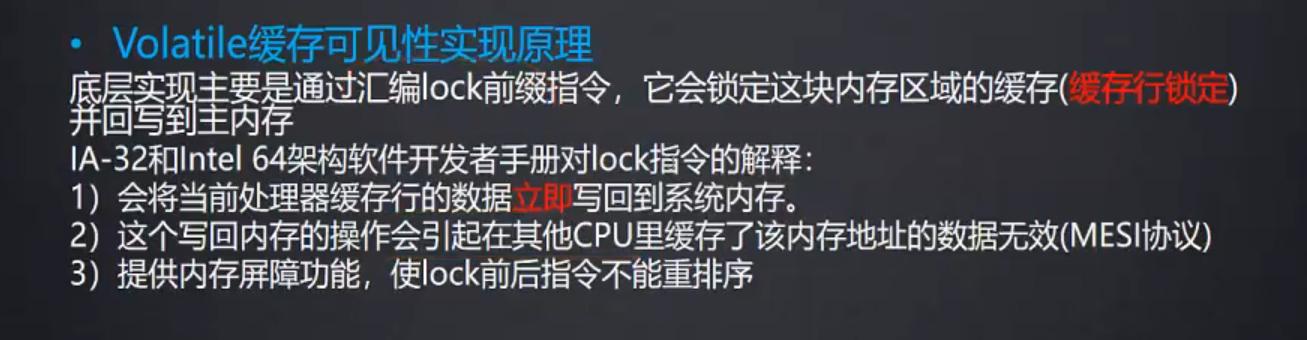 • Volatile缓存可见性实现原理
底层实现主要是通过汇编lock前缀指令，它会锁定这块内存区域的缓存(缓存行锁定)
并回写到主内存
IA-32和Intel 64架构软件开发者手册对lock指令的解释：
1）会将当前处理器缓存行的数据立即写回到系统内存。
2）这个写回内存的操作会引起在其他CPU里缓存了该内存地址的数据无效(MESI协议)
3）提供内存屏障功能，使lock前后指令不能重排序